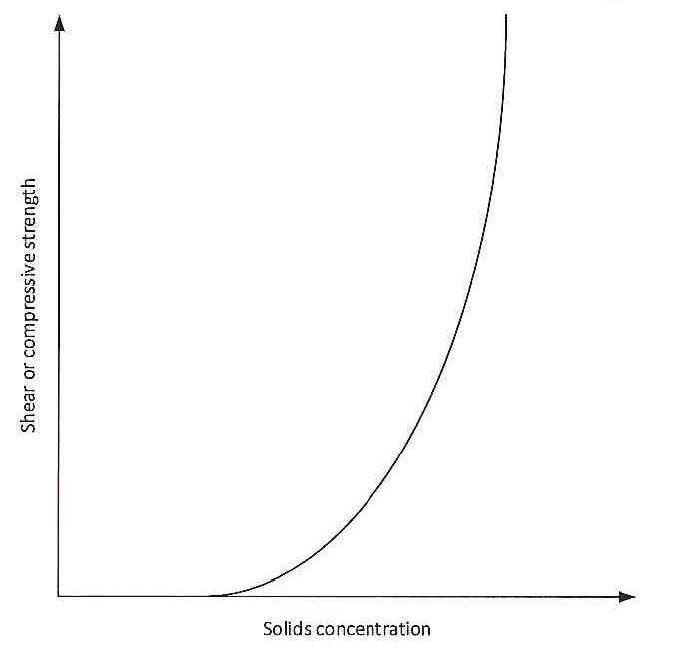 Shear or compressive strength
Solids concentration